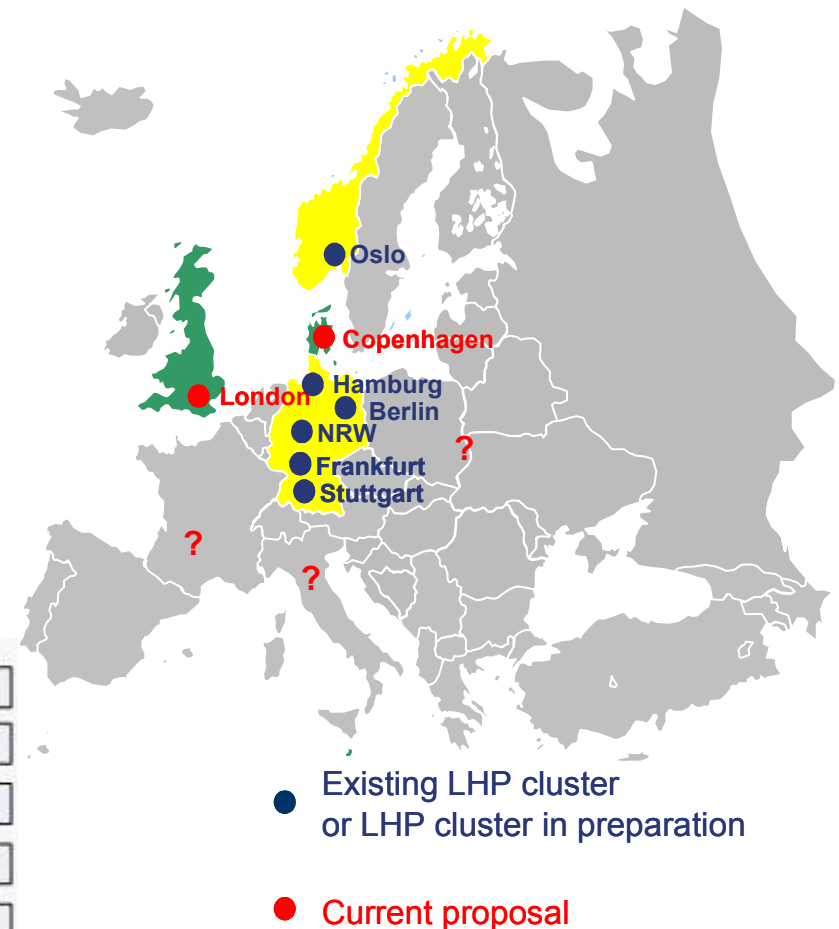 Oslo
Copenhagen
Hamburg
London
Berlin
NRW
?
Frankfurt
Stuttgart
?
?
Existing LHP cluster
or LHP cluster in preparation
Current proposal